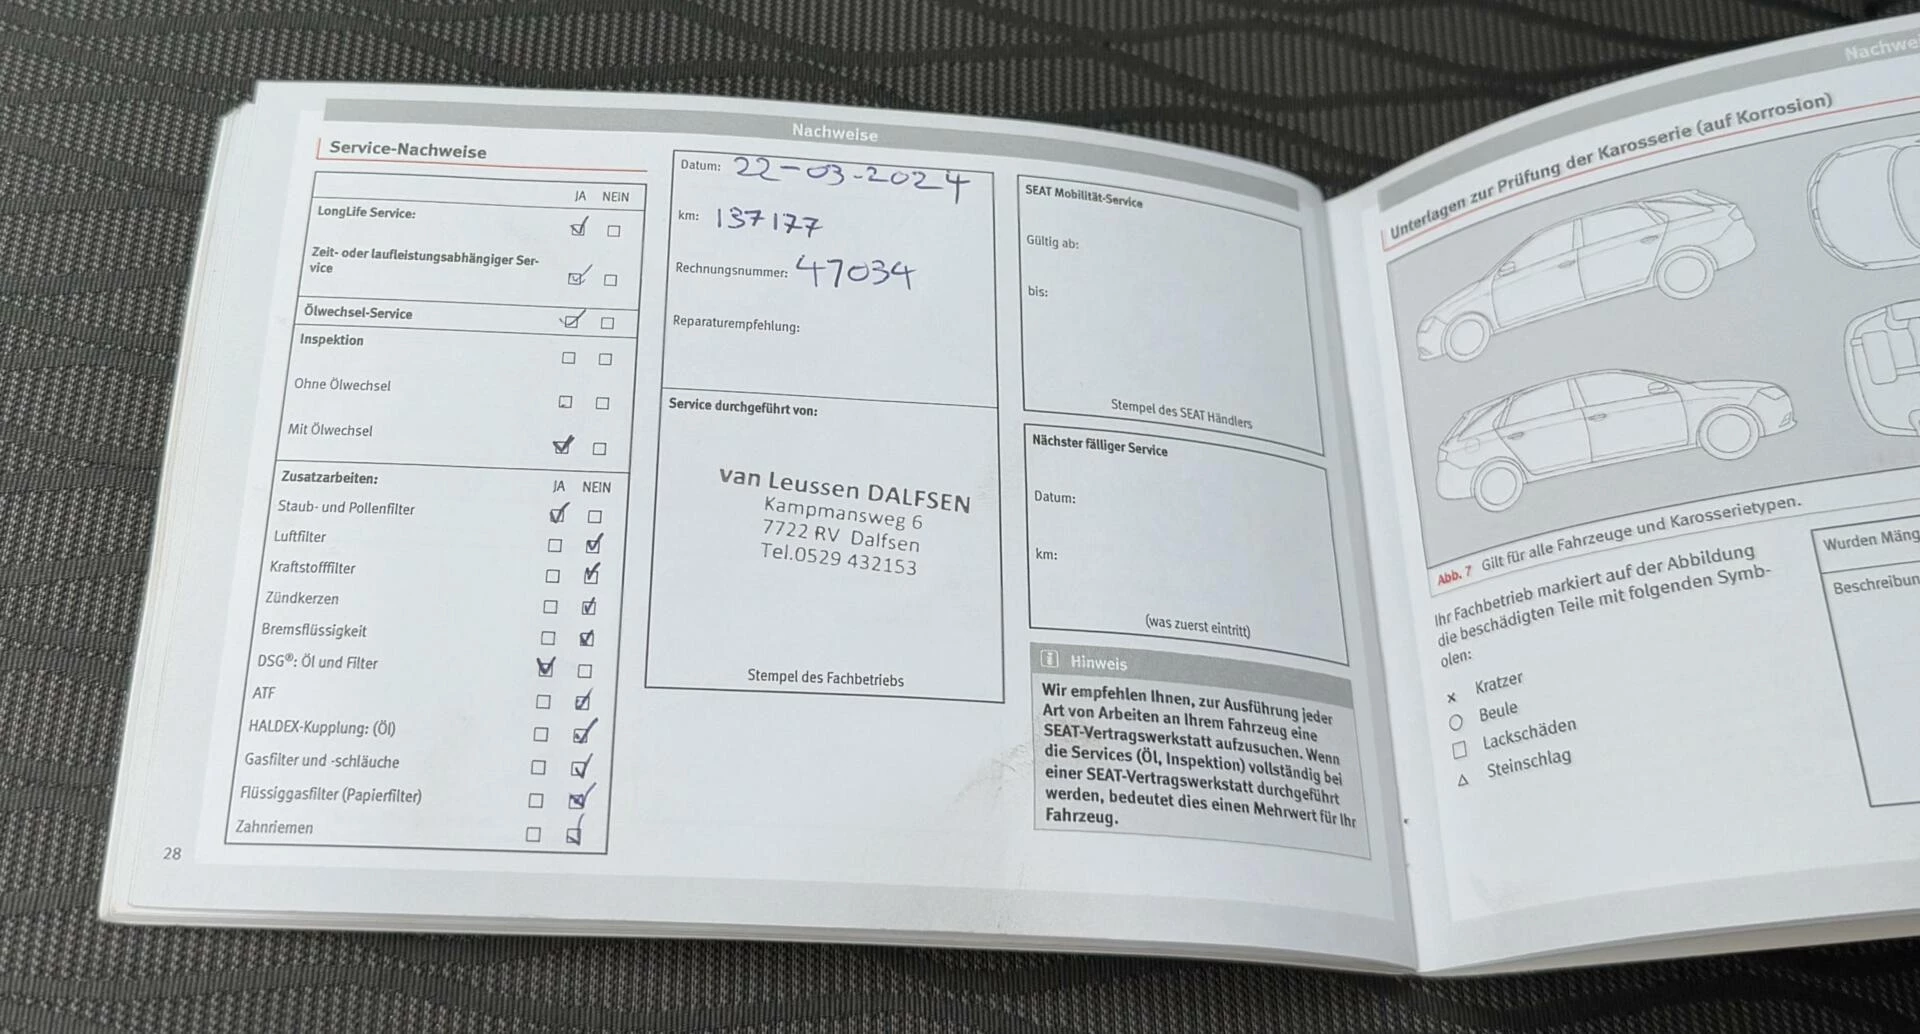 Nachweise
Service-Nachweise
JA NEIN
LongLife Service:
Zeit- oder laufleistungsabhängiger Ser-
vice
Ölwechsel-Service
Inspektion
Ohne Ölwechsel
Mit Ölwechsel
Zusatzarbeiten: JA NEIN
Staub- und Pollenfilter
Luftfilter
Kraftstofffilter
Zündkerzen
Bremsflüssigkeit
DSG®: Öl und Filter
ATF
HALDEX-Kupplung: (Öl)
Gasfilter und -schläuche
Flüssiggasfilter (Papierfilter)
Zahnriemen
28
Datum: 22-03-2024
km: 137177
Rechnungsnummer: 47034
Reparaturempfehlung:
Service durchgeführt von:
van Leussen DALFSEN
Kampmansweg 6
7722 RV Dalfsen
Tel.0529 432153
Stempel des Fachbetriebs
SEAT Mobilität-Service
Gültig ab:
bis:
Stempel des SEAT Händlers
Nächster fälliger Service
Datum:
km:
(was zuerst eintritt)
i Hinweis
Wir empfehlen Ihnen, zur Ausführung jeder
Art von Arbeiten an Ihrem Fahrzeug eine
SEAT-Vertragswerkstatt aufzusuchen. Wenn
die Services (Öl, Inspektion) vollständig bei
einer SEAT-Vertragswerkstatt durchgeführt
werden, bedeutet dies einen Mehrwert für Ihr
Fahrzeug.
Nachwei
Unterlagen zur Prüfung der Karosserie (auf Korrosion)
Abb. 7 Gilt für alle Fahrzeuge und Karosserietypen.
Ihr Fachbetrieb markiert auf der Abbildung
die beschädigten Teile mit folgenden Symb-
olen:
x Kratzer
○ Beule
□ Lackschäden
△ Steinschlag
Wurden Mäng
Beschreibun